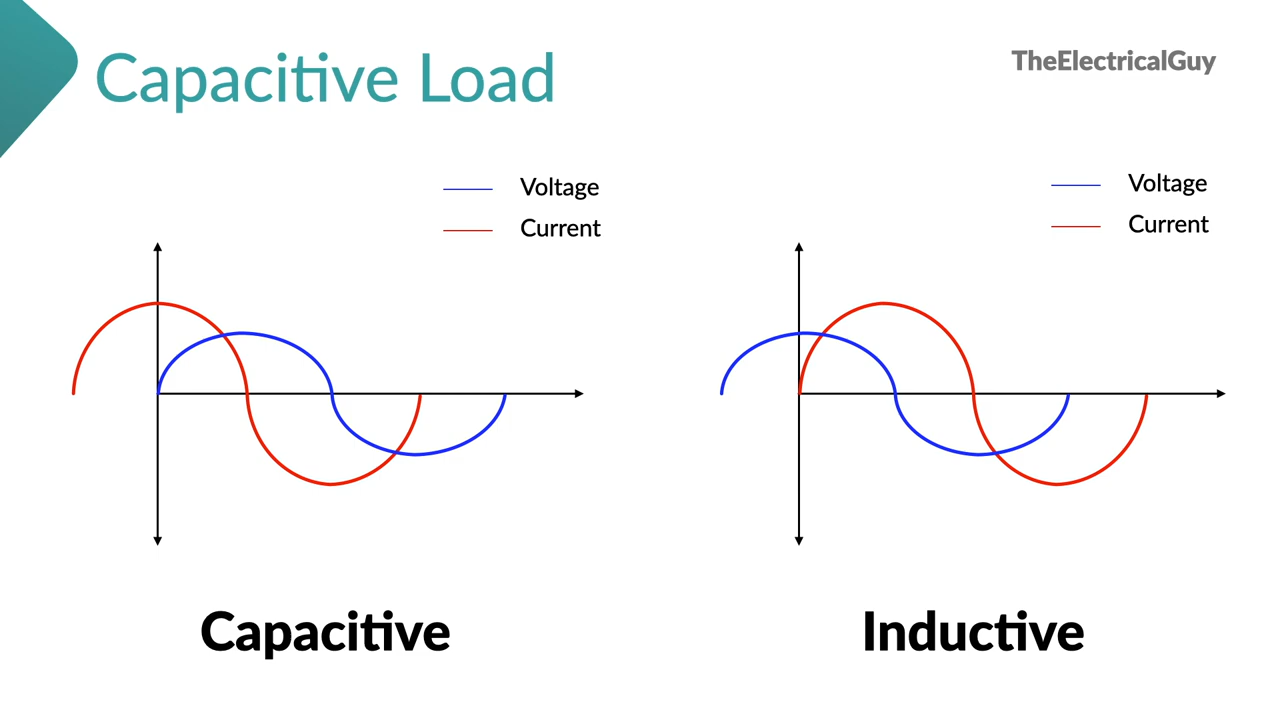 Capacitive Load
TheElectricalGuy
Voltage
Current
Voltage
Current
Capacitive
Inductive